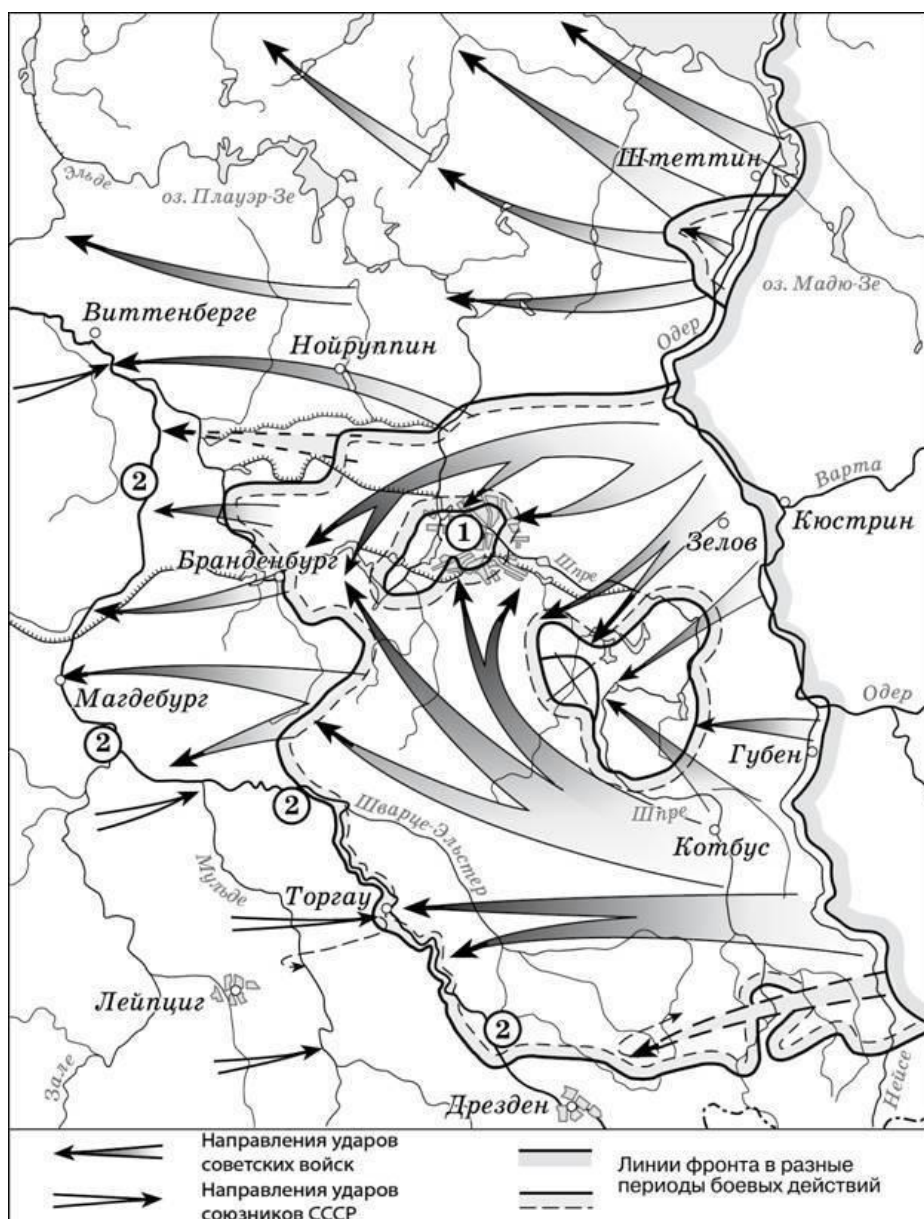 Штеттин
Эльде
оз. Плауэр-Зе
оз. Мадю-Зе
Виттенберге
Нойруппин
Одер
2
Варта
Кюстрин
1
Зелов
Бранденбург
Шпре
Магдебург
Одер
2
Губен
2
Шварце-Эльстер
Шпре
Котбус
Мульде
Торгау
Лейпциг
2
Зале
Дрезден
Нейсе
Направления ударов
советских войск
Направления ударов
союзников СССР
Линии фронта в разные
периоды боевых действий